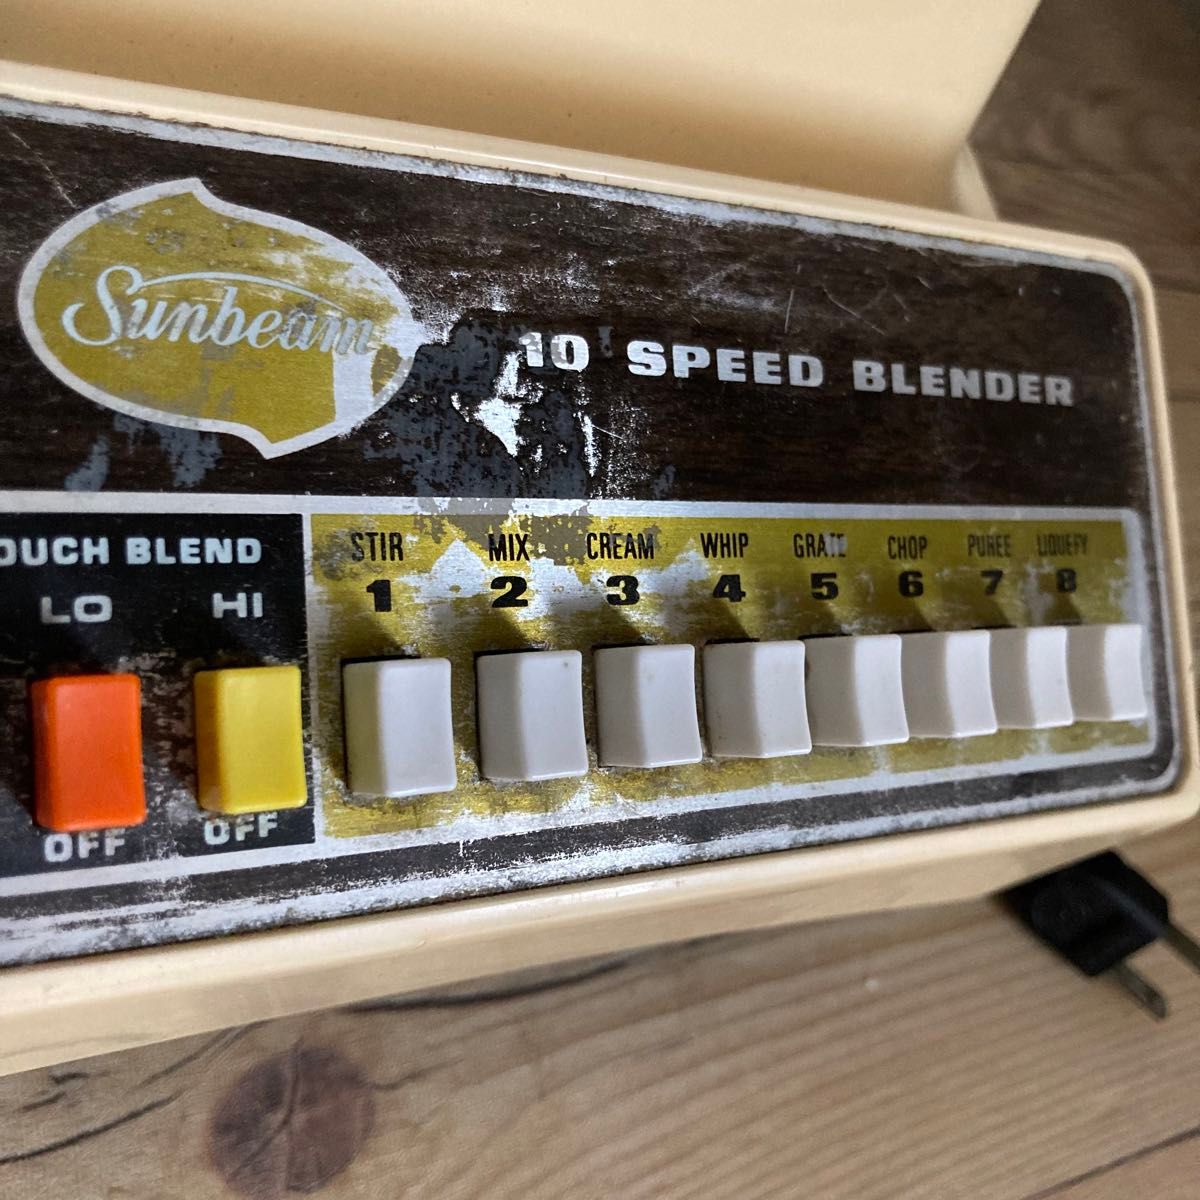 Sunbeam
10 SPEED BLENDER
OUCH BLEND
LO HI
OFF OFF
STIR MIX CREAM WHIP GRATE CHOP PUREE LIQUEFY
1 2 3 4 5 6 7 8